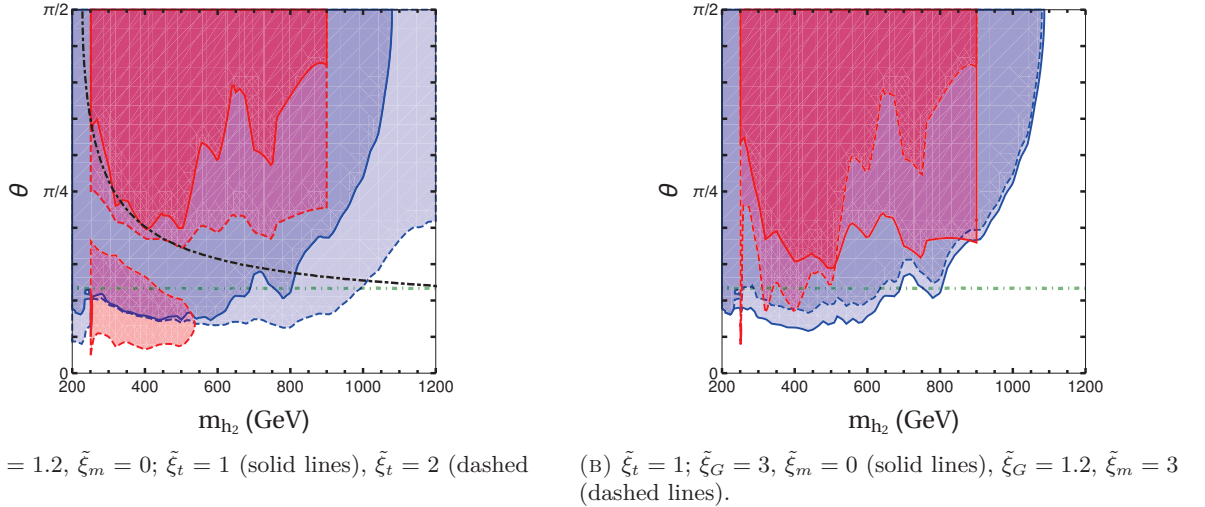 π/2
π/4
0
θ
200 400 600 800 1000 1200
m_{h_2} (GeV)
= 1.2, ξ̃_m = 0; ξ̃_t = 1 (solid lines), ξ̃_t = 2 (dashed
π/2
π/4
0
θ
200 400 600 800 1000 1200
m_{h_2} (GeV)
(B) ξ̃_t = 1; ξ̃_G = 3, ξ̃_m = 0 (solid lines), ξ̃_G = 1.2, ξ̃_m = 3
(dashed lines).